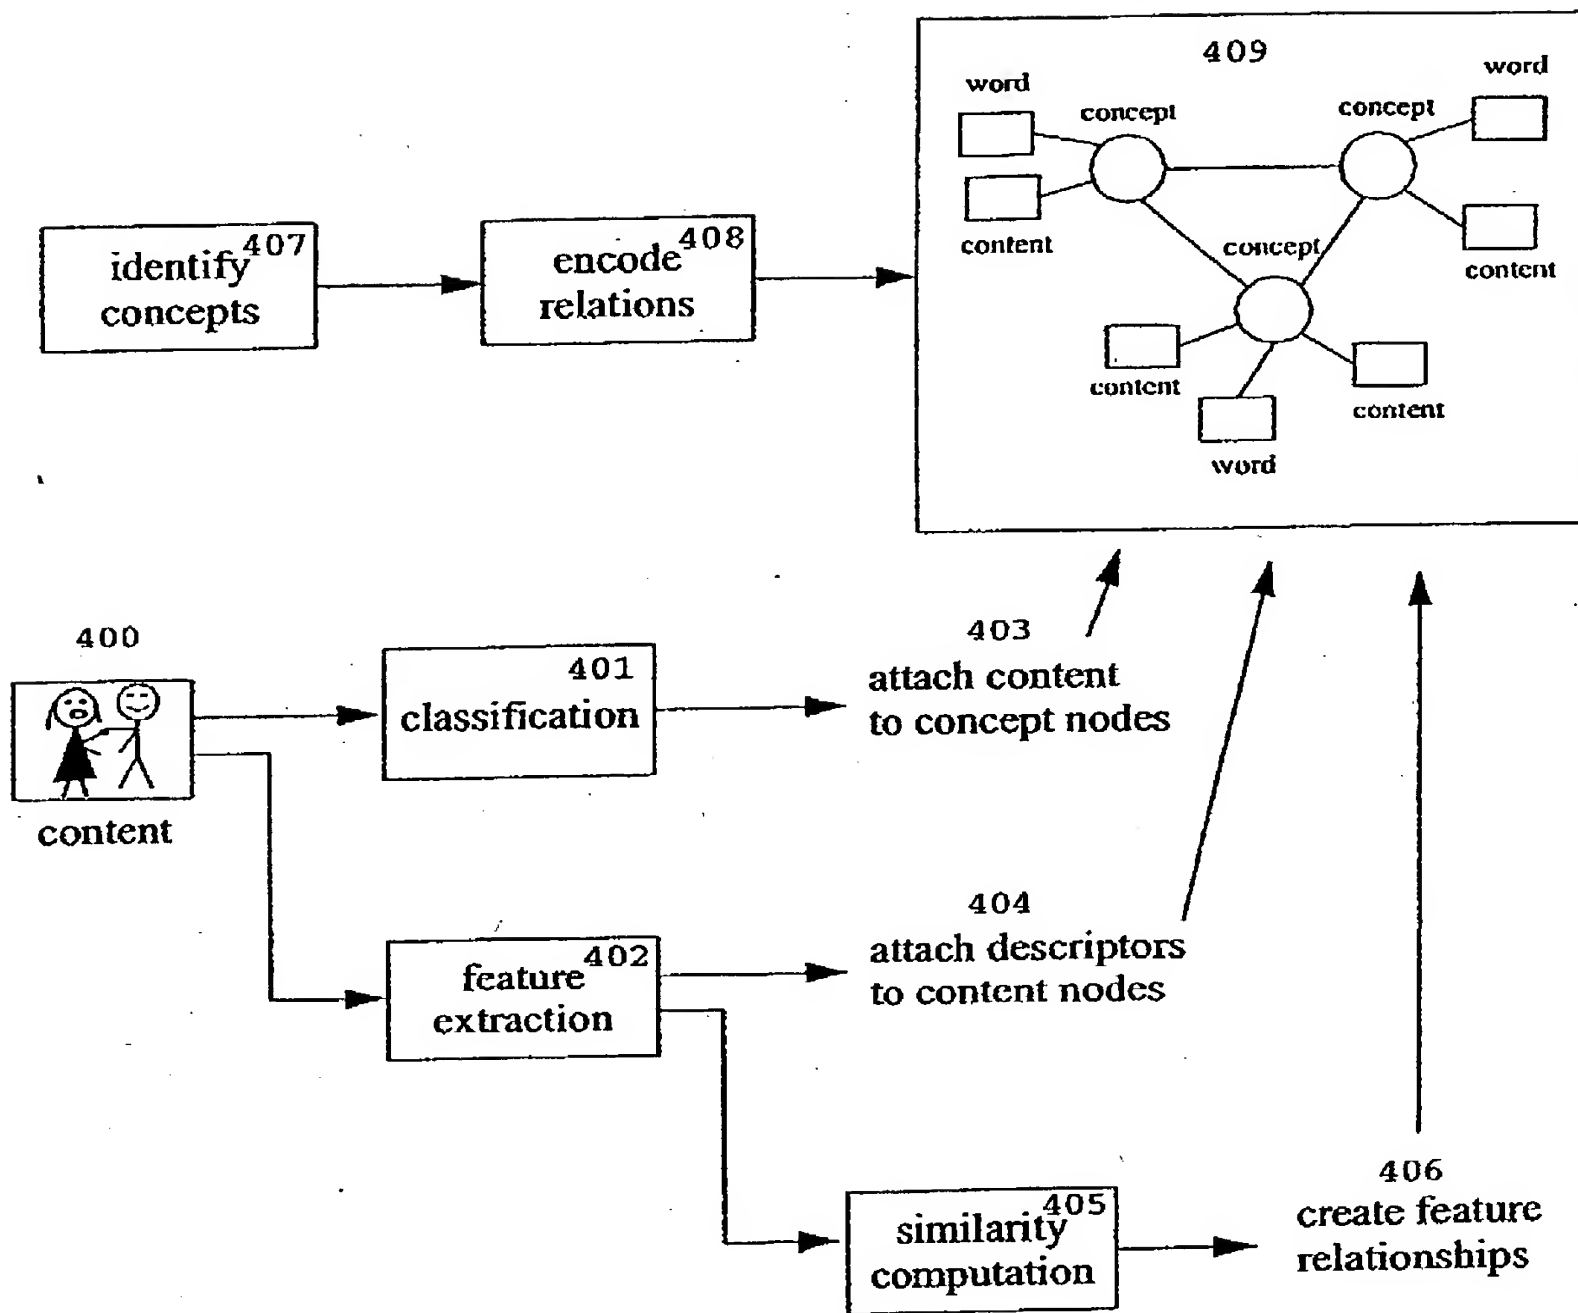 409
word
word
concept
concept
content
concept
content
content
content
word
407
identify
concepts
408
encode
relations
400
content
401
classification
403
attach content
to concept nodes
402
feature
extraction
404
attach descriptors
to content nodes
405
similarity
computation
406
create feature
relationships